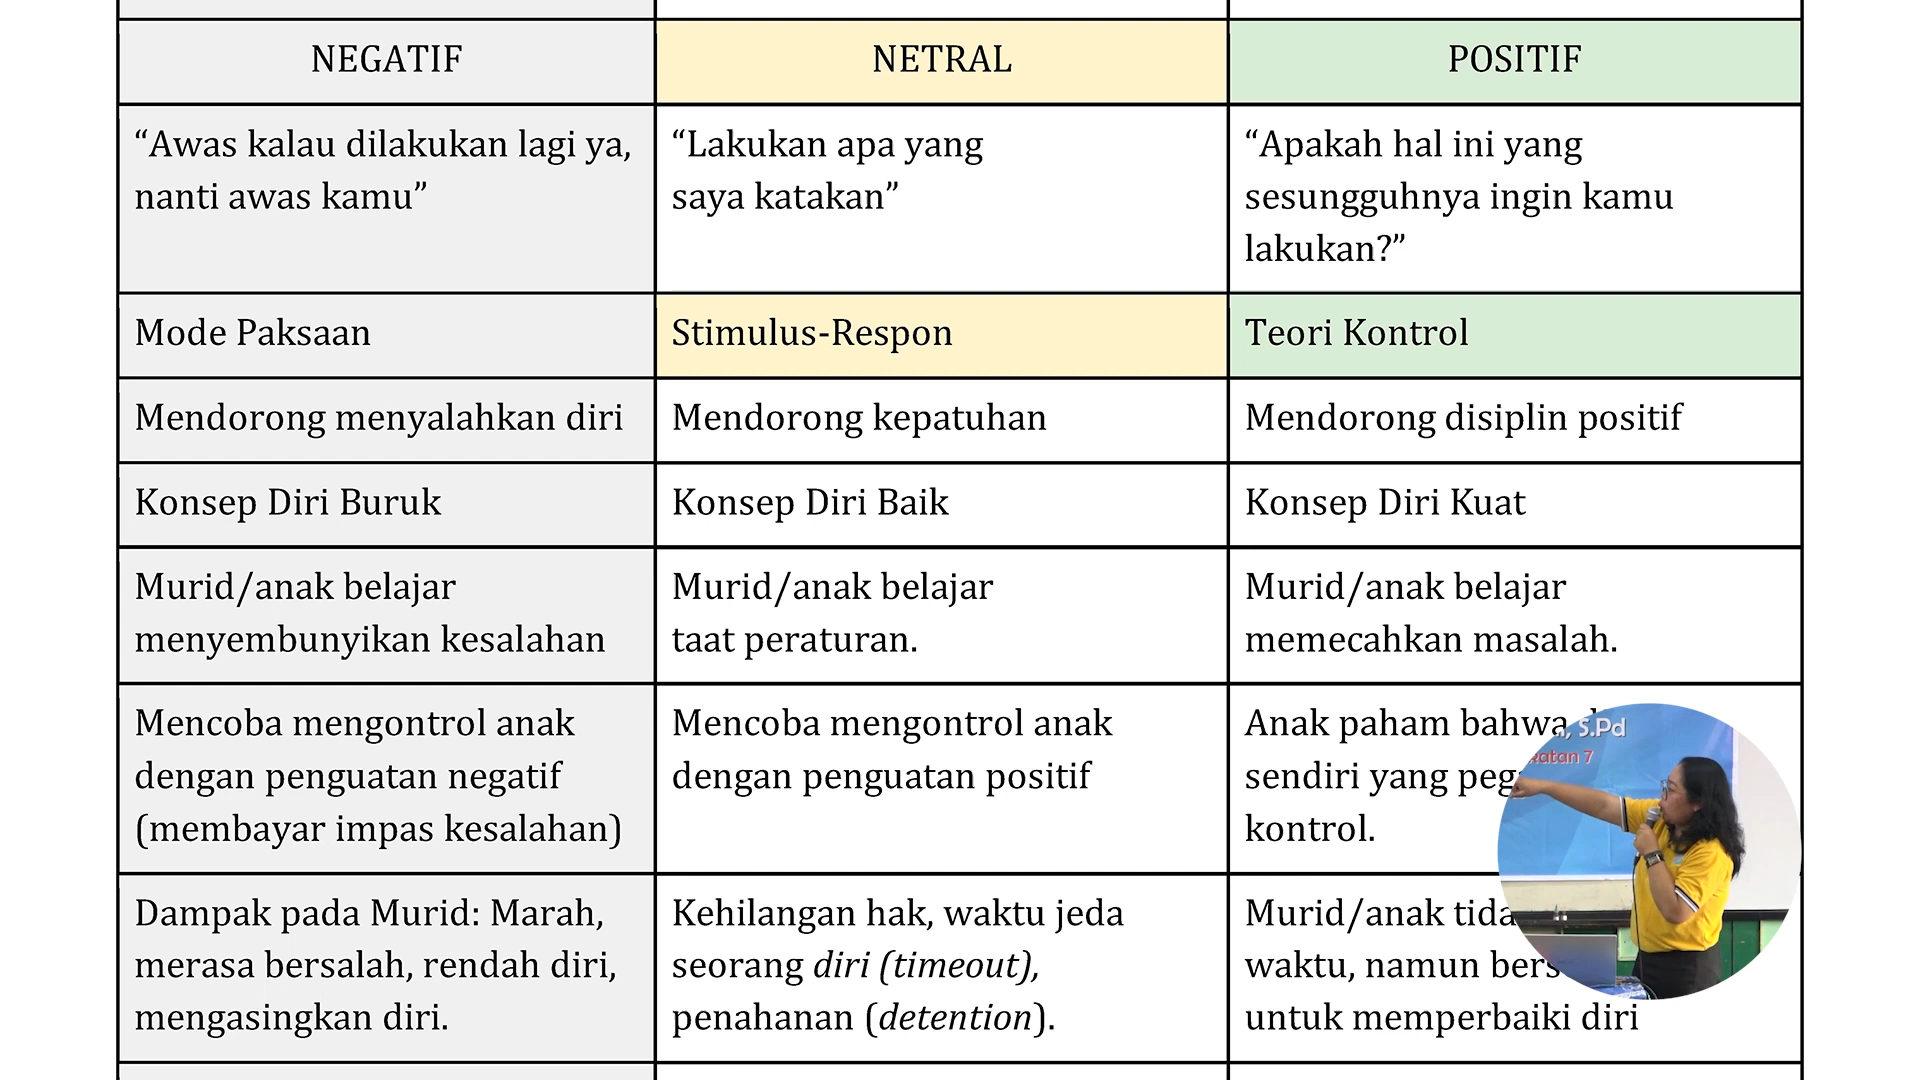 NEGATIF
NETRAL
POSITIF
“Awas kalau dilakukan lagi ya,
nanti awas kamu”
“Lakukan apa yang
saya katakan”
“Apakah hal ini yang
sesungguhnya ingin kamu
lakukan?”
Mode Paksaan
Stimulus-Respon
Teori Kontrol
Mendorong menyalahkan diri
Mendorong kepatuhan
Mendorong disiplin positif
Konsep Diri Buruk
Konsep Diri Baik
Konsep Diri Kuat
Murid/anak belajar
menyembunyikan kesalahan
Murid/anak belajar
taat peraturan.
Murid/anak belajar
memecahkan masalah.
Mencoba mengontrol anak
dengan penguatan negatif
(membayar impas kesalahan)
Mencoba mengontrol anak
dengan penguatan positif
Anak paham bahwa
sendiri yang
kontrol.
S.Pd
7
Dampak pada Murid: Marah,
merasa bersalah, rendah diri,
mengasingkan diri.
Kehilangan hak, waktu jeda
seorang diri (timeout),
penahanan (detention).
Murid/anak
waktu, namun
untuk memperbaiki diri